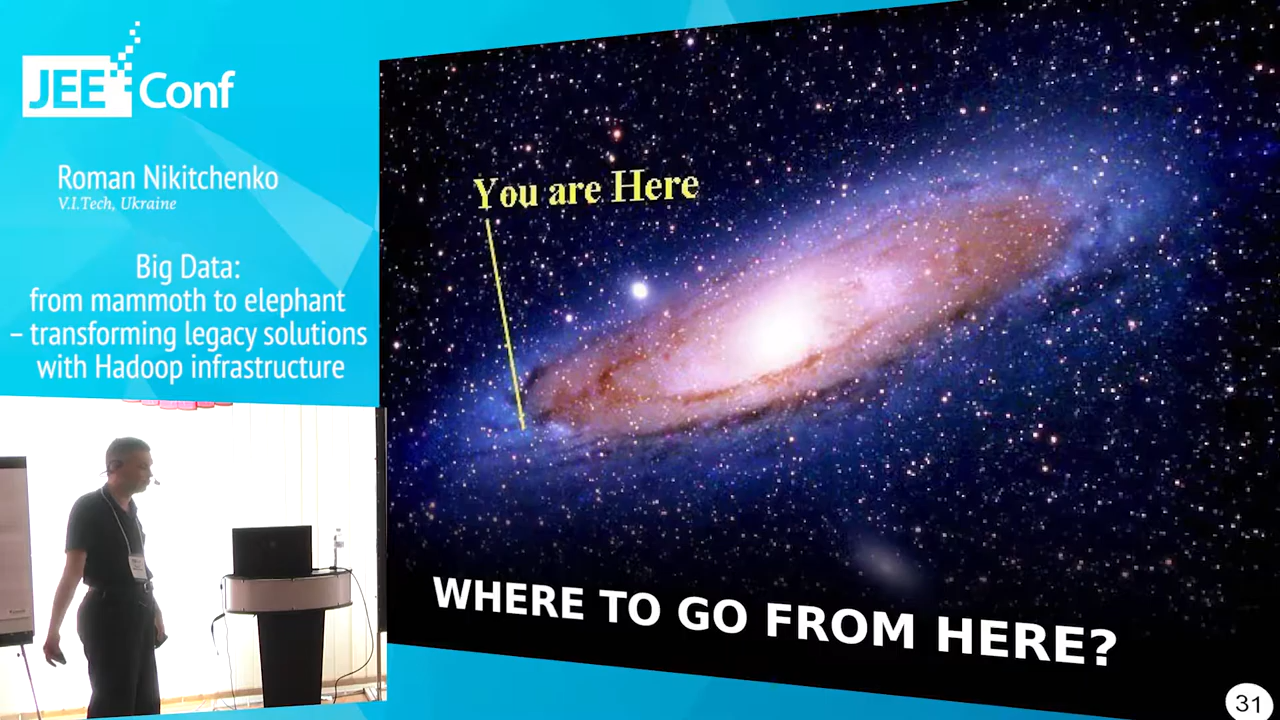 JEE Conf
Roman Nikitchenko
V.I.Tech, Ukraine
Big Data:
from mammoth to elephant
– transforming legacy solutions
with Hadoop infrastructure
You are Here
WHERE TO GO FROM HERE?
31